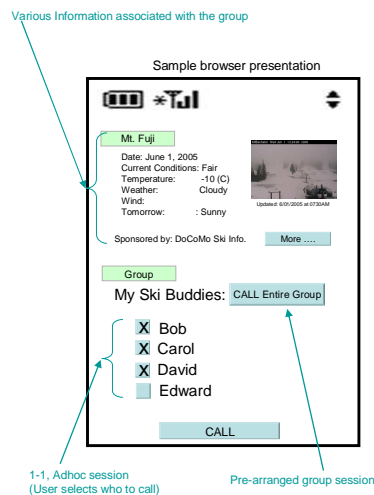 Various Information associated with the group
Sample browser presentation
Mt. Fuji
Date: June 1, 2005
Current Conditions: Fair
Temperature: -10 (C)
Weather: Cloudy
Wind:
Tomorrow: : Sunny
Updated: 6/01/2005 at 0730AM
Sponsored by: DoCoMo Ski Info.
More ....
Group
My Ski Buddies: CALL Entire Group
X Bob
X Carol
X David
Edward
CALL
1-1, Adhoc session
(User selects who to call)
Pre-arranged group session